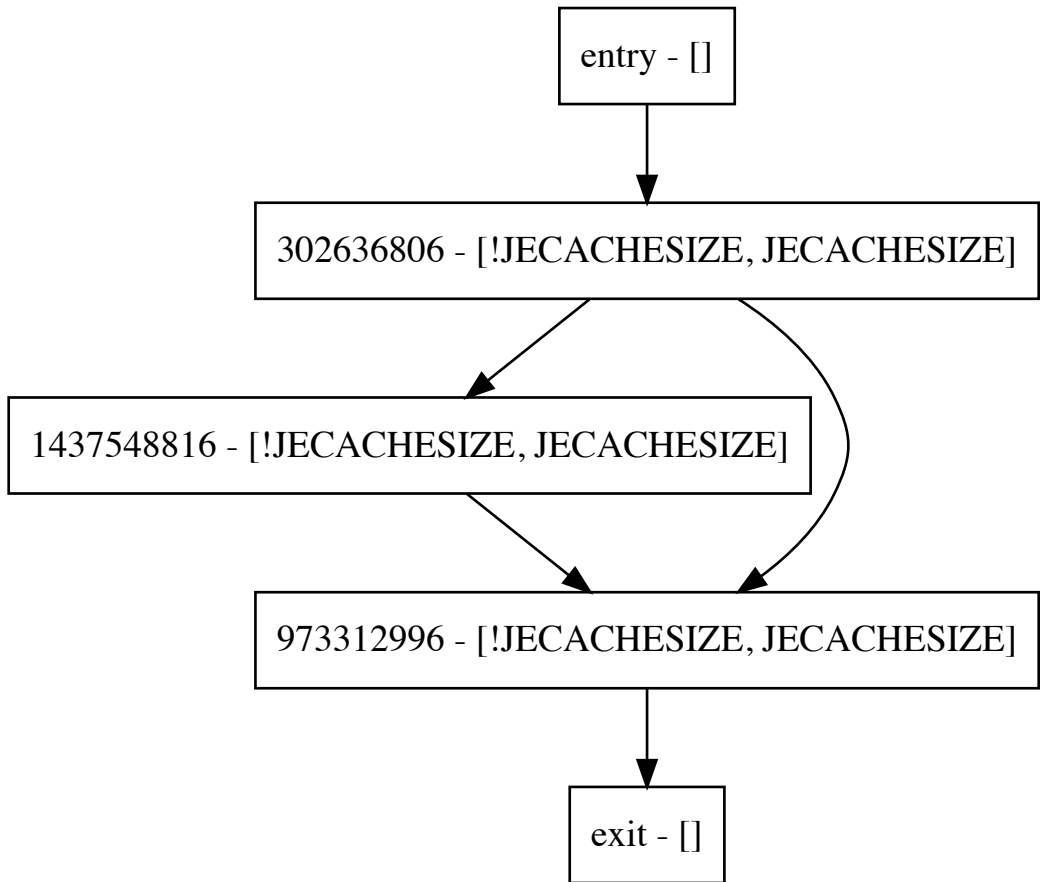 entry - []
302636806 - [!JECACHESIZE, JECACHESIZE]
1437548816 - [!JECACHESIZE, JECACHESIZE]
973312996 - [!JECACHESIZE, JECACHESIZE]
exit - []